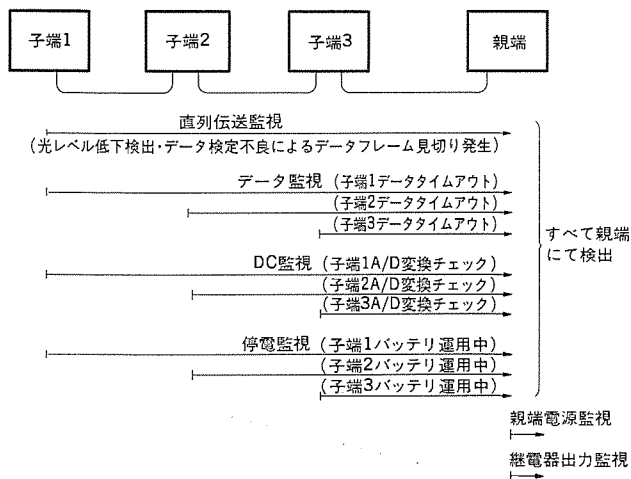 子端1
子端2
子端3
親端
直列伝送監視
(光レベル低下検出・データ検定不良によるデータフレーム見切り発生)
データ監視 (子端1データタイムアウト)
(子端2データタイムアウト)
(子端3データタイムアウト)
DC監視 (子端1A/D変換チェック)
(子端2A/D変換チェック)
(子端3A/D変換チェック)
停電監視 (子端1バッテリ運用中)
(子端2バッテリ運用中)
(子端3バッテリ運用中)
すべて親端
にて検出
親端電源監視
継電器出力監視